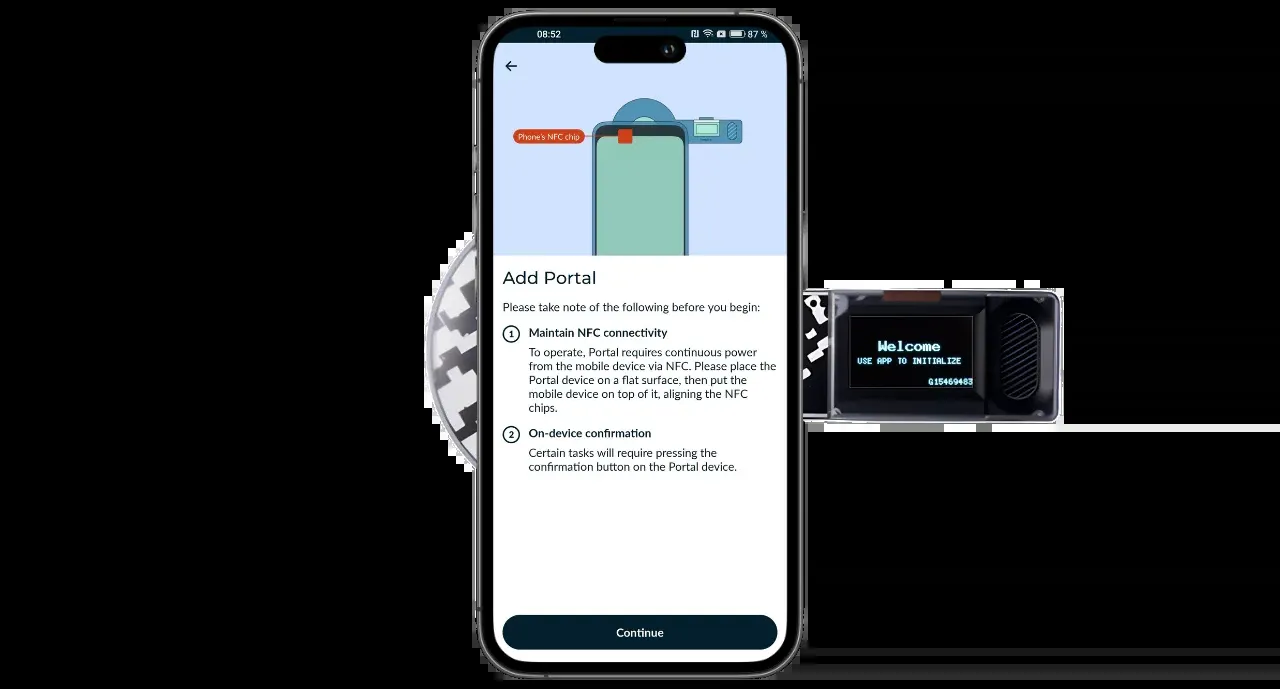 08:52
87 %
Phone's NFC chip
Add Portal
Please take note of the following before you begin:
1 Maintain NFC connectivity
To operate, Portal requires continuous power
from the mobile device via NFC. Please place the
Portal device on a flat surface, then put the
mobile device on top of it, aligning the NFC
chips.
2 On-device confirmation
Certain tasks will require pressing the
confirmation button on the Portal device.
Continue
Welcome
USE APP TO INITIALIZE
G15469483